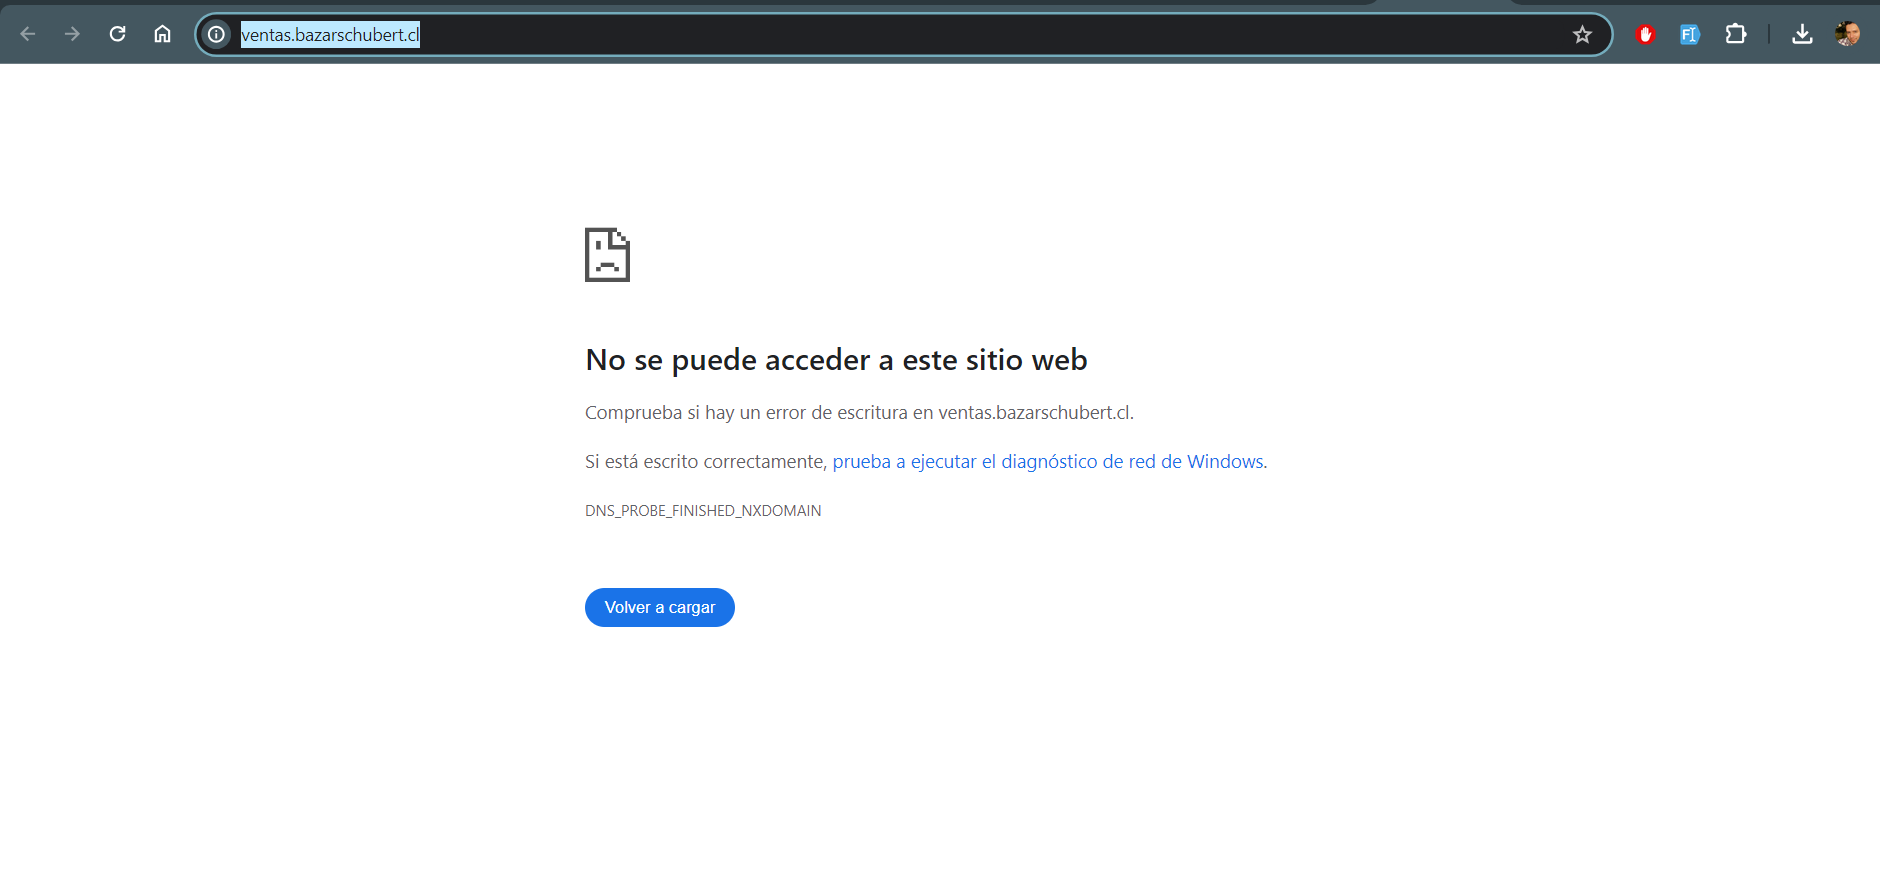 ventas.bazarschubert.cl
No se puede acceder a este sitio web
Comprueba si hay un error de escritura en ventas.bazarschubert.cl.
Si está escrito correctamente, prueba a ejecutar el diagnóstico de red de Windows.
DNS_PROBE_FINISHED_NXDOMAIN
Volver a cargar